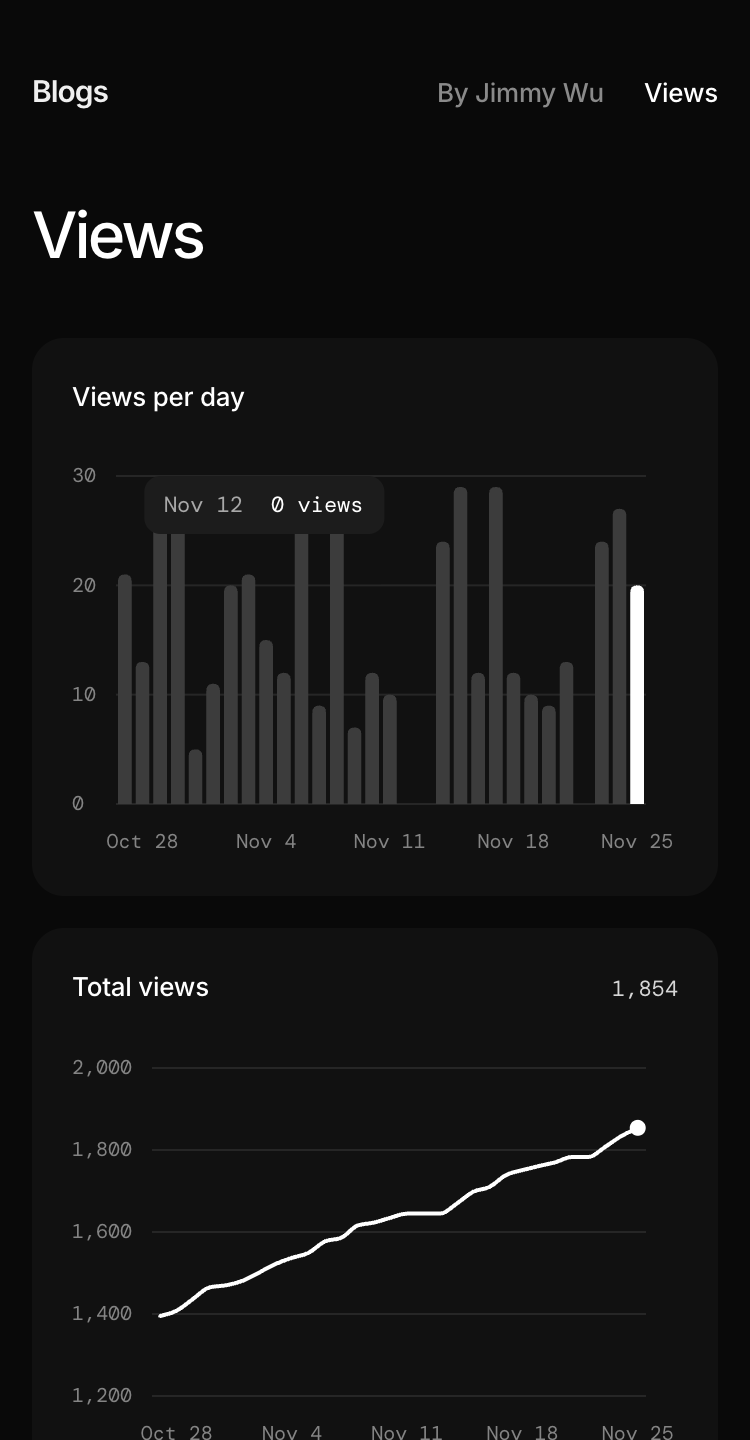 Blogs By Jimmy Wu Views
Views
Views per day
30
Nov 12 0 views
20
10
0
Oct 28 Nov 4 Nov 11 Nov 18 Nov 25
Total views 1,854
2,000
1,800
1,600
1,400
1,200
Oct 28 Nov 4 Nov 11 Nov 18 Nov 25